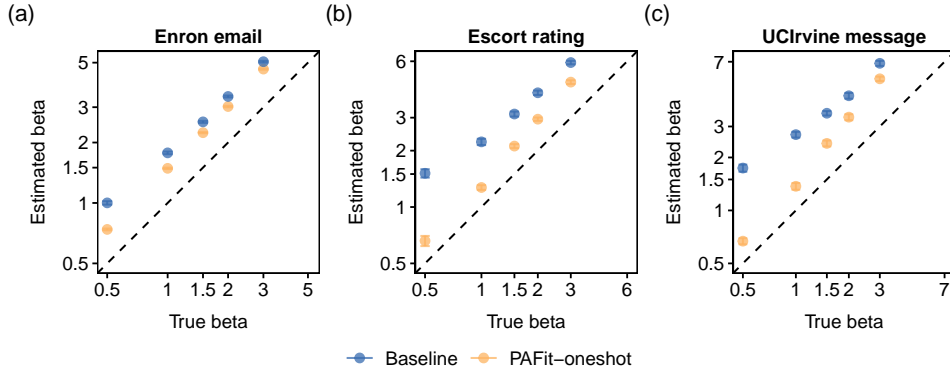 (a)
Enron email
Estimated beta
5
3
2
1.5
1
0.5
0.5 1 1.5 2 3 5
True beta
(b)
Escort rating
Estimated beta
6
3
2
1.5
1
0.5
0.5 1 1.5 2 3 6
True beta
(c)
UCIrvine message
Estimated beta
7
3
2
1.5
1
0.5
0.5 1 1.5 2 3 7
True beta
Baseline PAFit−oneshot